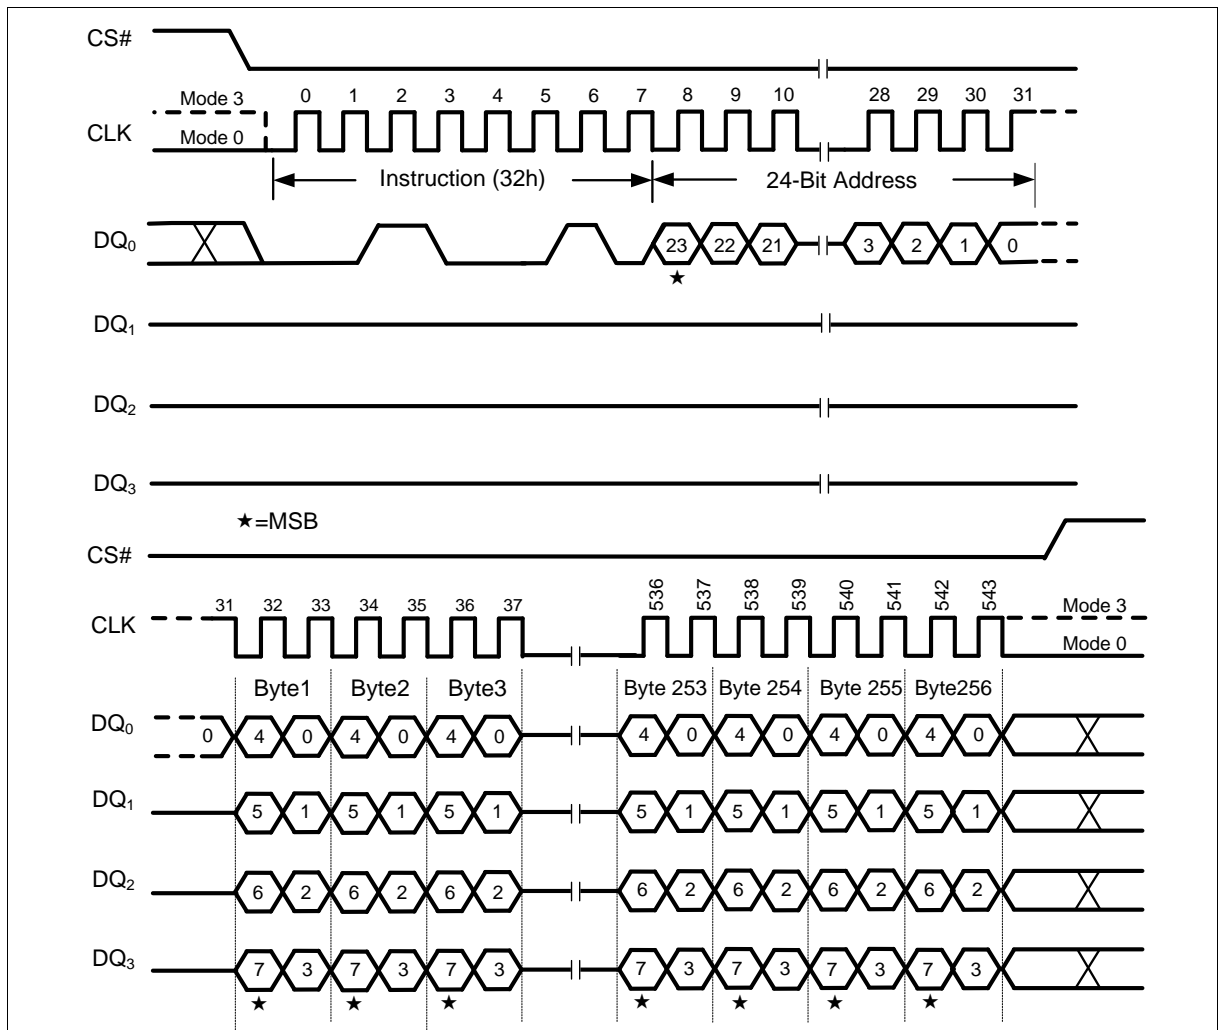 CS#
Mode 3
0 1 2 3 4 5 6 7 8 9 10 28 29 30 31
CLK
Mode 0
Instruction (32h) 24-Bit Address
DQ0 23 22 21 3 2 1 0
★
DQ1
DQ2
DQ3
★=MSB
CS#
31 32 33 34 35 36 37 536 537 538 539 540 541 542 543
Mode 3
CLK
Mode 0
Byte1 Byte2 Byte3 Byte 253 Byte 254 Byte 255 Byte256
DQ0 0 4 0 4 0 4 0 4 0 4 0 4 0 4 0
DQ1 5 1 5 1 5 1 5 1 5 1 5 1 5 1
DQ2 6 2 6 2 6 2 6 2 6 2 6 2 6 2
DQ3 7 3 7 3 7 3 7 3 7 3 7 3 7 3
★ ★ ★ ★ ★ ★ ★